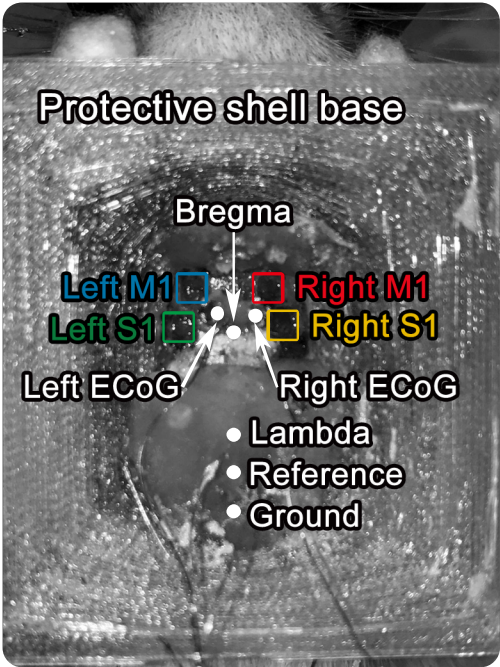 Protective shell base
Bregma
Left M1
Right M1
Left S1
Right S1
Left ECoG
Right ECoG
Lambda
Reference
Ground